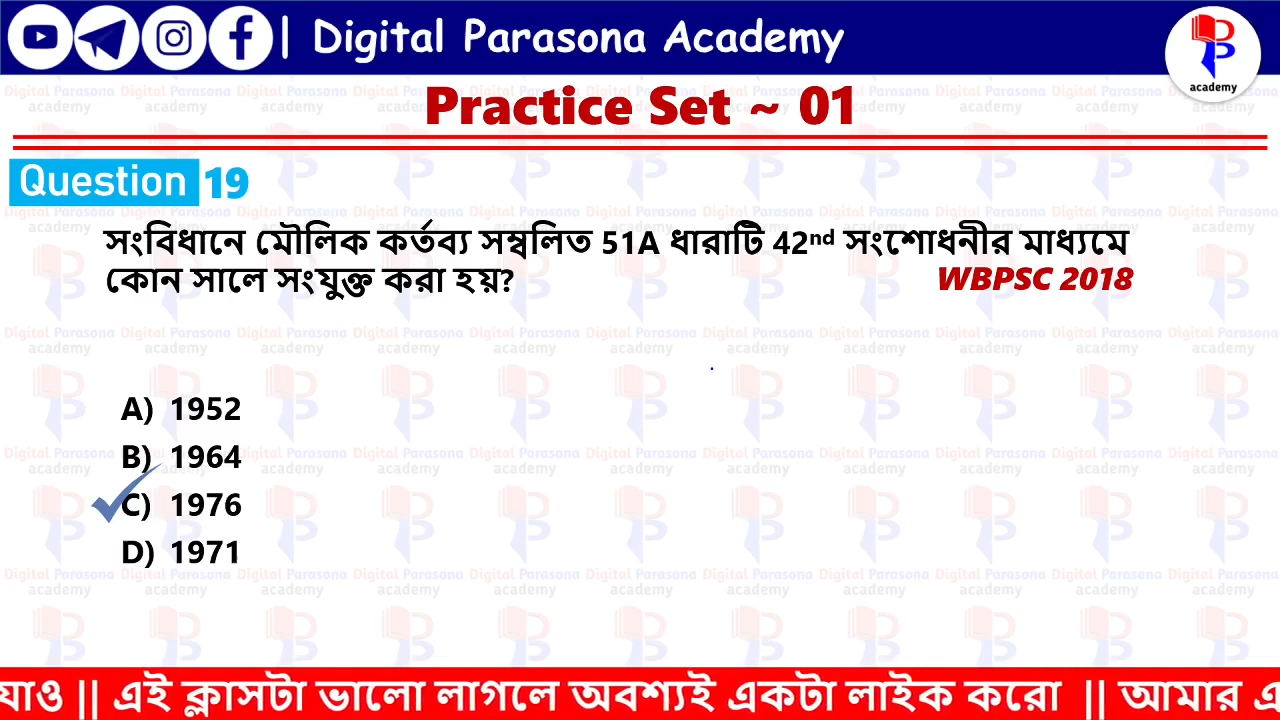 | Digital Parasona Academy
academy
Practice Set ~ 01
Question 19
সংবিধানে মৌলিক কর্তব্য সম্বলিত 51A ধারাটি 42nd সংশোধনীর মাধ্যমে
কোন সালে সংযুক্ত করা হয়?
WBPSC 2018
A) 1952
B) 1964
C) 1976
D) 1971
যাও || এই ক্লাসটা ভালো লাগলে অবশ্যই একটা লাইক করো || আমার এ